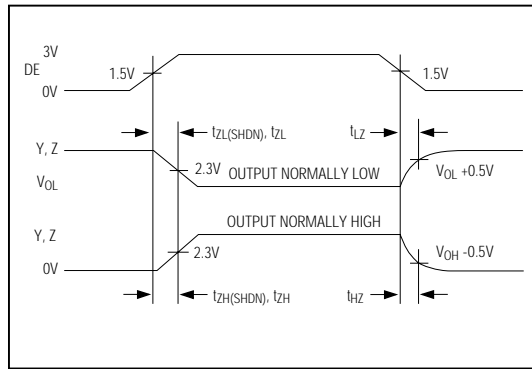 3V
DE
1.5V
1.5V
0V
tZL(SHDN), tZL
tLZ
Y, Z
2.3V
OUTPUT NORMALLY LOW
VOL +0.5V
VOL
OUTPUT NORMALLY HIGH
Y, Z
2.3V
VOH -0.5V
0V
tZH(SHDN), tZH
tHZ